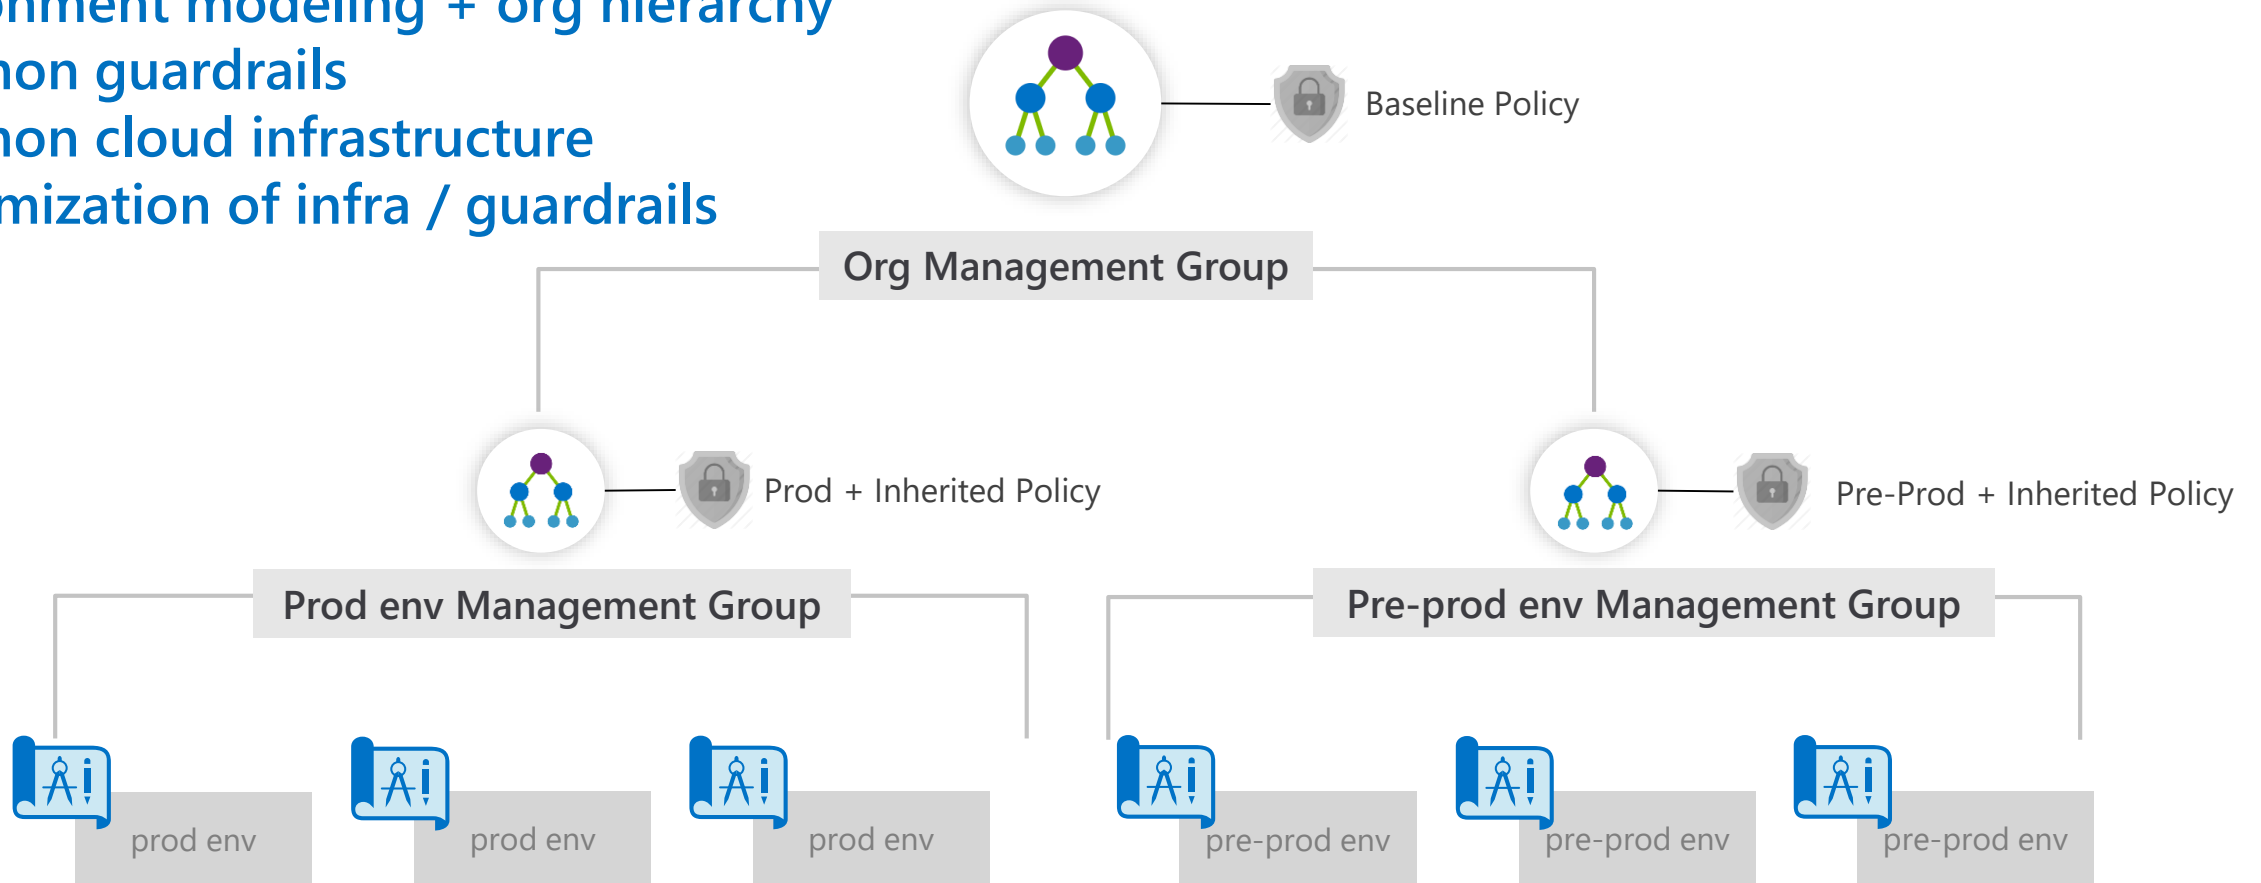 modeling + org hierarchy
guardrails
cloud infrastructure
of infra / guardrails
Baseline Policy
Org Management Group
Prod + Inherited Policy
Pre-Prod + Inherited Policy
Prod env Management Group
Pre-prod env Management Group
prod env
prod env
prod env
pre-prod env
pre-prod env
pre-prod env